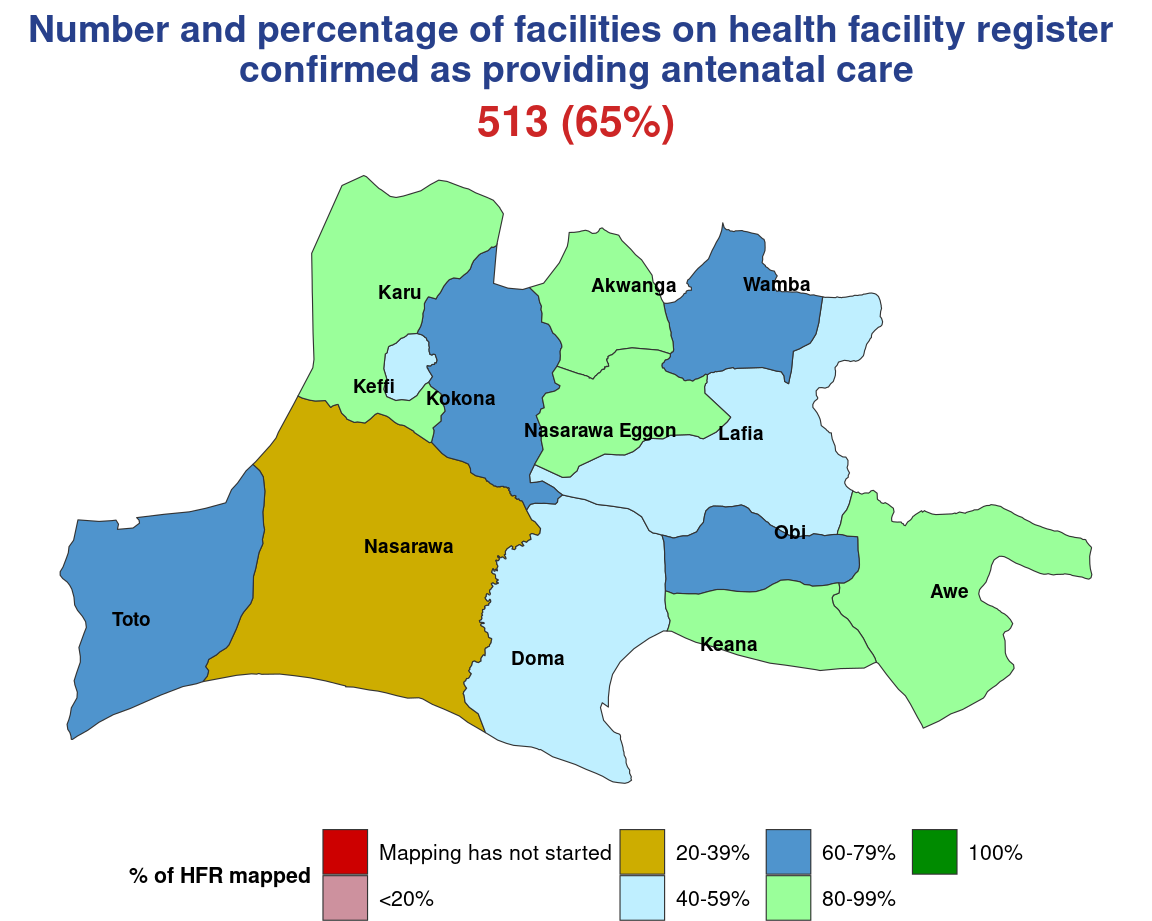 Number and percentage of facilities on health facility register
confirmed as providing antenatal care
513 (65%)
Karu
Akwanga
Wamba
Keffi
Kokona
Nasarawa Eggon
Lafia
Obi
Nasarawa
Awe
Toto
Keana
Doma
% of HFR mapped
Mapping has not started
20-39%
60-79%
100%
<20%
40-59%
80-99%